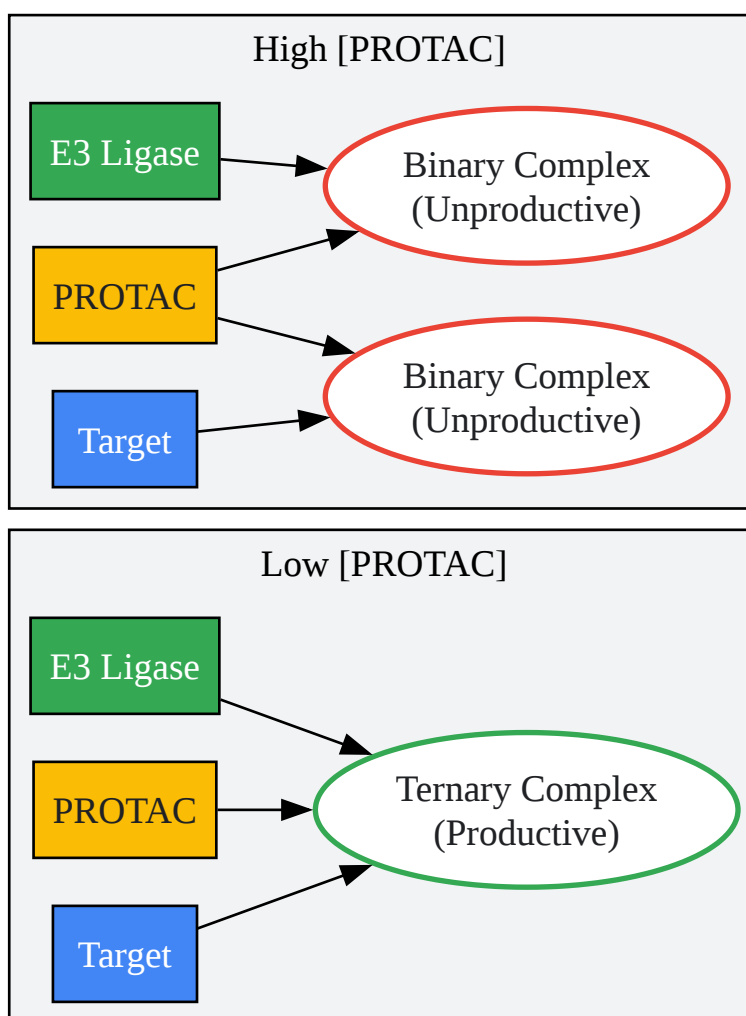 High [PROTAC]
E3 Ligase
Binary Complex
(Unproductive)
PROTAC
Binary Complex
(Unproductive)
Target
Low [PROTAC]
E3 Ligase
PROTAC
Ternary Complex
(Productive)
Target